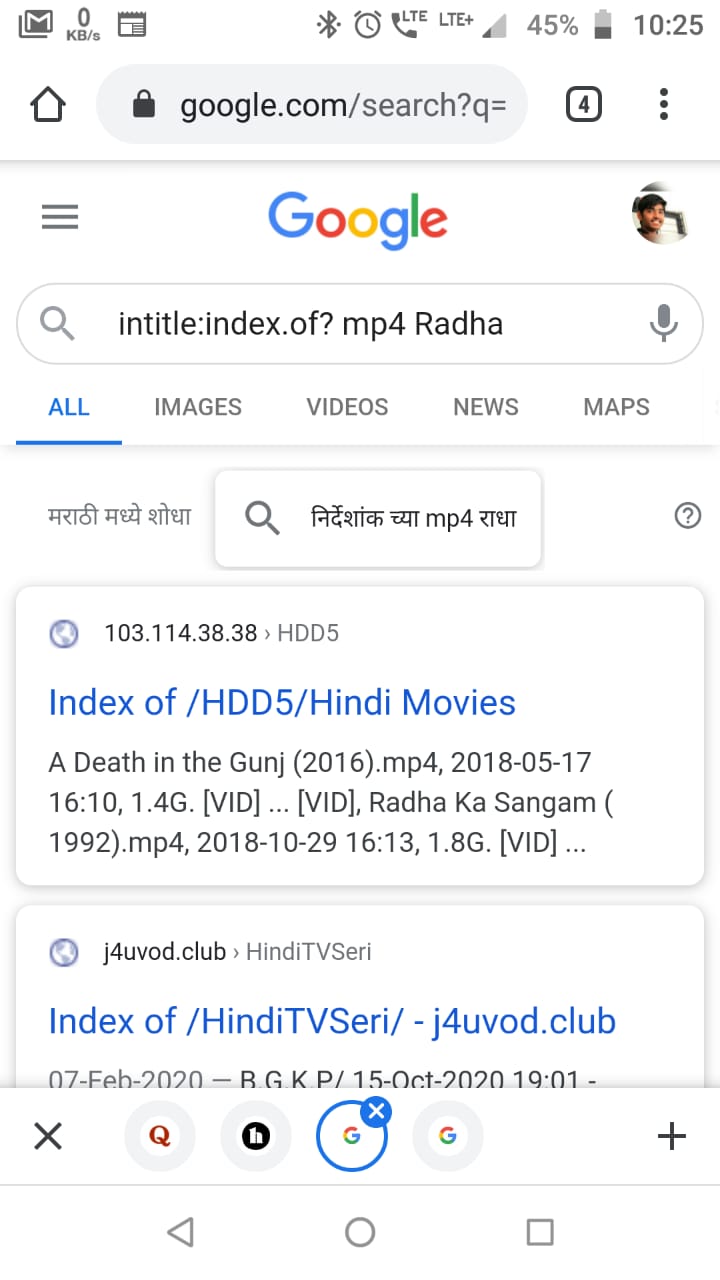 0
KB/s
LTE LTE+ 45% 10:25
google.com/search?q=
4
Google
intitle:index.of? mp4 Radha
ALL IMAGES VIDEOS NEWS MAPS
मराठी मध्ये शोधा
निर्देशांक च्या mp4 राधा
103.114.38.38 › HDD5
Index of /HDD5/Hindi Movies
A Death in the Gunj (2016).mp4, 2018-05-17
16:10, 1.4G. [VID] ... [VID], Radha Ka Sangam (
1992).mp4, 2018-10-29 16:13, 1.8G. [VID] ...
j4uvod.club › HindiTVSeri
Index of /HindiTVSeri/ - j4uvod.club
07-Feb-2020 — B.G.K.P/ 15-Oct-2020 19:01 -
Q h G G